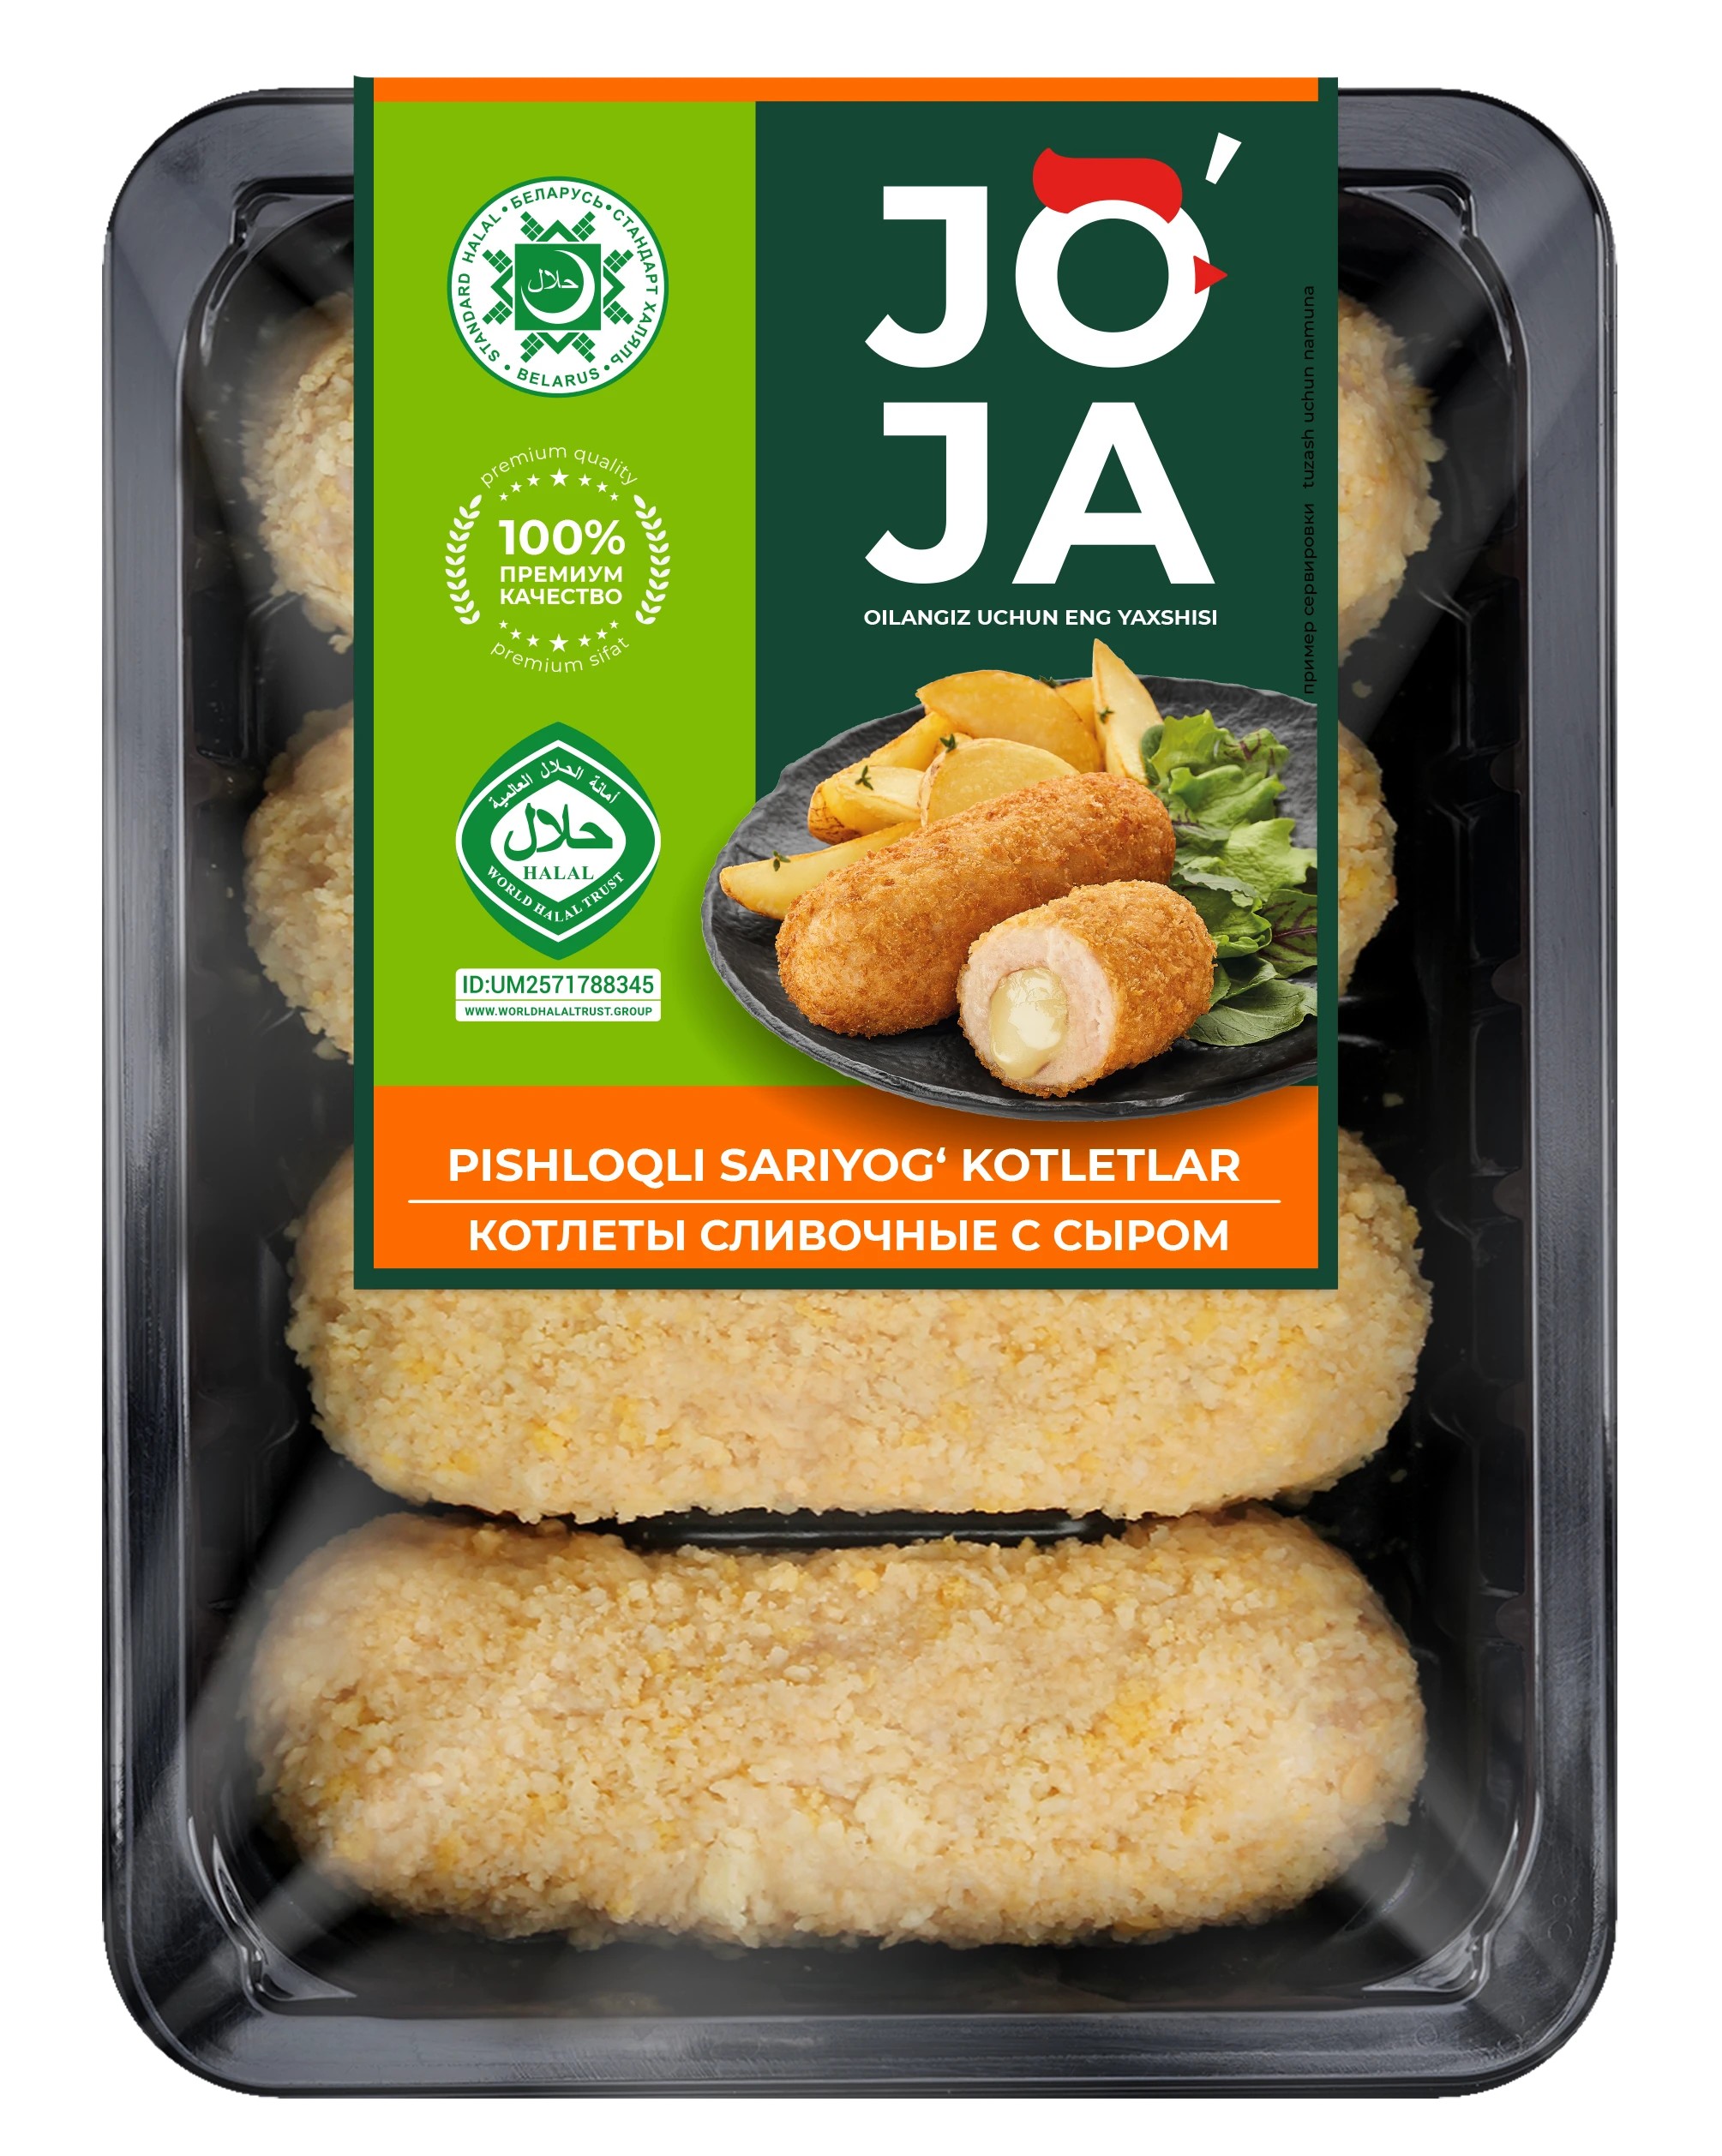 • БЕЛАРУСЬ • СТАНДАРТ ХАЛЯЛЬ •
STANDARD HALAL
• BELARUS •
حلال
premium quality
100%
ПРЕМИУМ
КАЧЕСТВО
premium sifat
أمانة الحلال العالمية
حلال
HALAL
WORLD HALAL TRUST
ID:UM2571788345
WWW.WORLDHALALTRUST.GROUP
JO'
JA
OILANGIZ UCHUN ENG YAXSHISI
пример сервировки tuzash uchun namuna
PISHLOQLI SARIYOG‘ KOTLETLAR
КОТЛЕТЫ СЛИВОЧНЫЕ С СЫРОМ